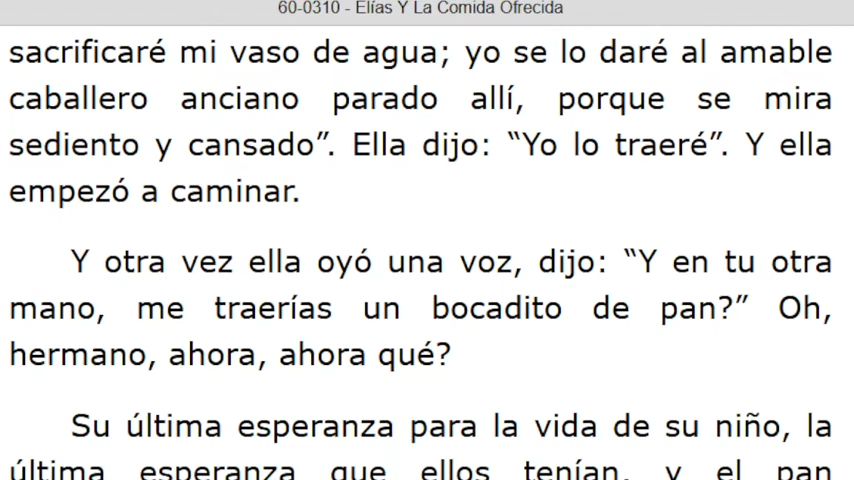 60-0310 - Elías Y La Comida Ofrecida
sacrificaré mi vaso de agua; yo se lo daré al amable
caballero anciano parado allí, porque se mira
sediento y cansado”. Ella dijo: “Yo lo traeré”. Y ella
empezó a caminar.
Y otra vez ella oyó una voz, dijo: “Y en tu otra
mano, me traerías un bocadito de pan?” Oh,
hermano, ahora, ahora qué?
Su última esperanza para la vida de su niño, la
última esperanza que ellos tenían, y el pan